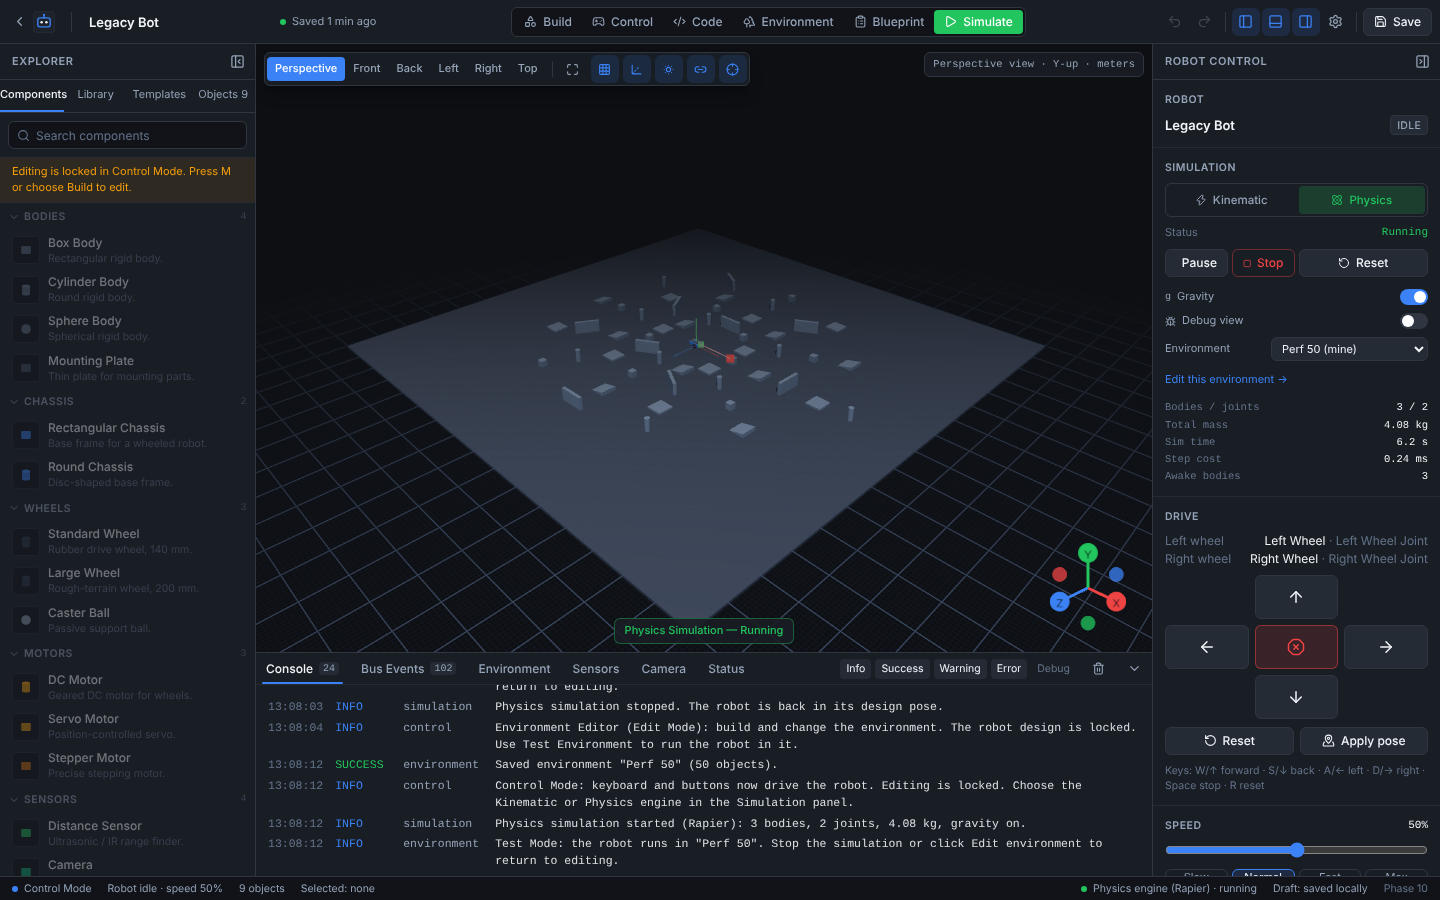 Legacy Bot
Saved 1 min ago
Build
Control
Code
Environment
Blueprint
Simulate
Save
EXPLORER
Components
Library
Templates
Objects 9
Search components
Editing is locked in Control Mode. Press M
or choose Build to edit.
BODIES 4
Box Body
Rectangular rigid body.
Cylinder Body
Round rigid body.
Sphere Body
Spherical rigid body.
Mounting Plate
Thin plate for mounting parts.
CHASSIS 2
Rectangular Chassis
Base frame for a wheeled robot.
Round Chassis
Disc-shaped base frame.
WHEELS 3
Standard Wheel
Rubber drive wheel, 140 mm.
Large Wheel
Rough-terrain wheel, 200 mm.
Caster Ball
Passive support ball.
MOTORS 3
DC Motor
Geared DC motor for wheels.
Servo Motor
Position-controlled servo.
Stepper Motor
Precise stepping motor.
SENSORS 4
Distance Sensor
Ultrasonic / IR range finder.
Camera
Perspective
Front
Back
Left
Right
Top
Perspective view · Y-up · meters
Y
Z
X
Physics Simulation — Running
Console 24
Bus Events 102
Environment
Sensors
Camera
Status
Info
Success
Warning
Error
Debug
return to editing.
13:08:03 INFO simulation Physics simulation stopped. The robot is back in its design pose.
13:08:04 INFO control Environment Editor (Edit Mode): build and change the environment. The robot design is locked.
Use Test Environment to run the robot in it.
13:08:12 SUCCESS environment Saved environment "Perf 50" (50 objects).
13:08:12 INFO control Control Mode: keyboard and buttons now drive the robot. Editing is locked. Choose the
Kinematic or Physics engine in the Simulation panel.
13:08:12 INFO simulation Physics simulation started (Rapier): 3 bodies, 2 joints, 4.08 kg, gravity on.
13:08:12 INFO environment Test Mode: the robot runs in "Perf 50". Stop the simulation or click Edit environment to
return to editing.
ROBOT CONTROL
ROBOT
Legacy Bot
IDLE
SIMULATION
Kinematic
Physics
Status Running
Pause
Stop
Reset
g Gravity
Debug view
Environment Perf 50 (mine)
Edit this environment →
Bodies / joints 3 / 2
Total mass 4.08 kg
Sim time 6.2 s
Step cost 0.24 ms
Awake bodies 3
DRIVE
Left wheel Left Wheel · Left Wheel Joint
Right wheel Right Wheel · Right Wheel Joint
Reset
Apply pose
Keys: W/↑ forward · S/↓ back · A/← left · D/→ right ·
Space stop · R reset
SPEED 50%
Slow
Normal
Fast
Max
Control Mode
Robot idle · speed 50%
9 objects
Selected: none
Physics engine (Rapier) · running
Draft: saved locally
Phase 10